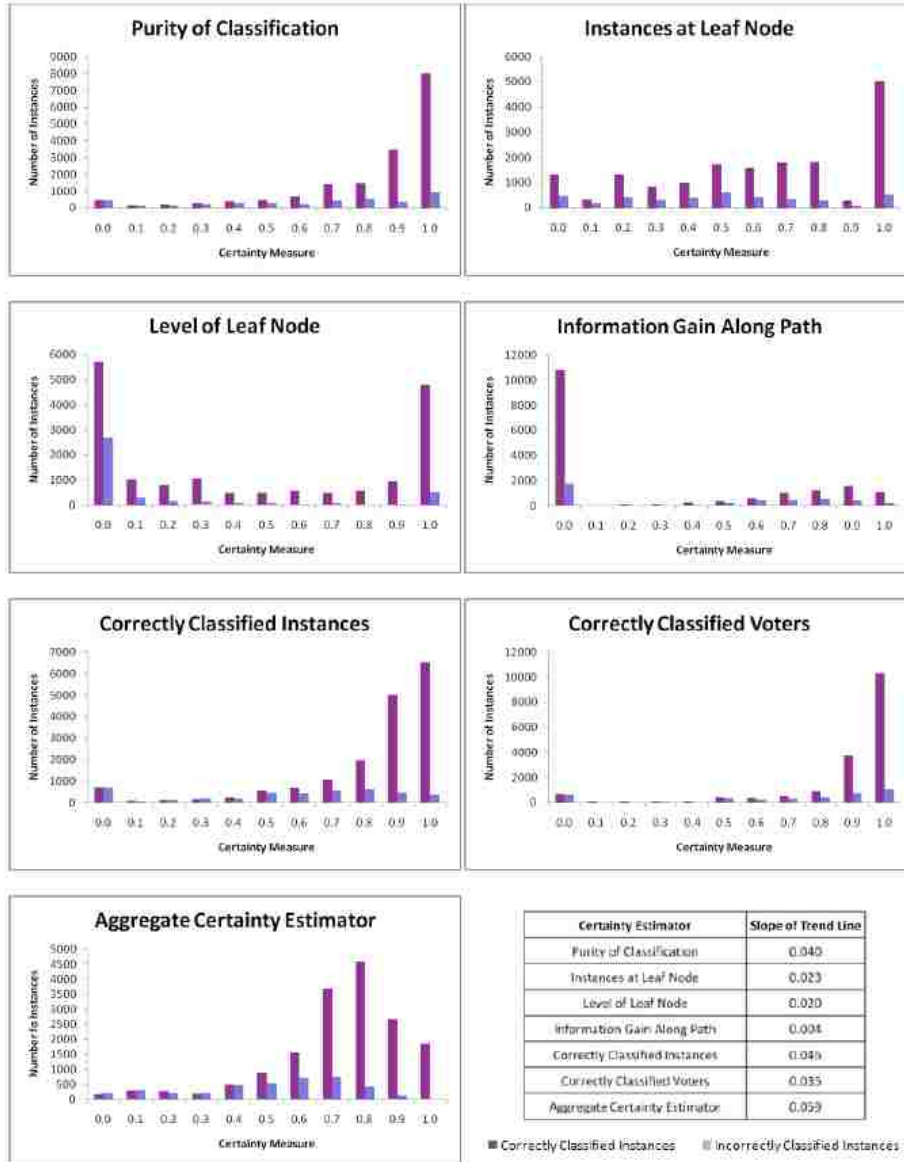 Purity of Classification
Number of Instances
9000
8000
7000
6000
5000
4000
3000
2000
1000
0
0.0 0.1 0.2 0.3 0.4 0.5 0.6 0.7 0.8 0.9 1.0
Certainty Measure
Instances at Leaf Node
Number of Instances
6000
5000
4000
3000
2000
1000
0
0.0 0.1 0.2 0.3 0.4 0.5 0.6 0.7 0.8 0.9 1.0
Certainty Measure
Level of Leaf Node
Number of Instances
6000
5000
4000
3000
2000
1000
0
0.0 0.1 0.2 0.3 0.4 0.5 0.6 0.7 0.8 0.9 1.0
Certainty Measure
Information Gain Along Path
Number of Instances
12000
10000
8000
6000
4000
2000
0
0.0 0.1 0.2 0.3 0.4 0.5 0.6 0.7 0.8 0.9 1.0
Certainty Measure
Correctly Classified Instances
Number of Instances
7000
6000
5000
4000
3000
2000
1000
0
0.0 0.1 0.2 0.3 0.4 0.5 0.6 0.7 0.8 0.9 1.0
Certainty Measure
Correctly Classified Voters
Number of Instances
12000
10000
8000
6000
4000
2000
0
0.0 0.1 0.2 0.3 0.4 0.5 0.6 0.7 0.8 0.9 1.0
Certainty Measure
Aggregate Certainty Estimator
Number fo Instances
5000
4500
4000
3500
3000
2500
2000
1500
1000
500
0
0.0 0.1 0.2 0.3 0.4 0.5 0.6 0.7 0.8 0.9 1.0
Certainty Measure
Certainty Estimator Slope of Trend Line
Purity of Classification 0.040
Instances at Leaf Node 0.023
Level of Leaf Node 0.020
Information Gain Along Path 0.004
Correctly Classified Instances
Correctly Classified Voters 0.035
Aggregate Certainty Estimator 0.059
Correctly Classified Instances Incorrectly Classified Instances